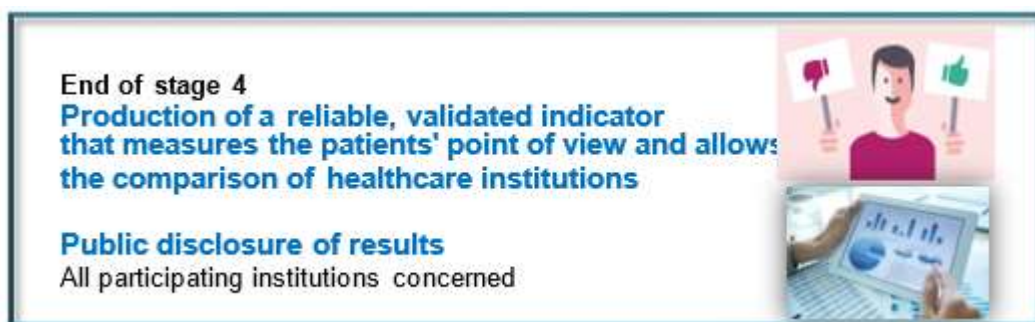 End of stage 4
Production of a reliable, validated indicator
that measures the patients' point of view and allows
the comparison of healthcare institutions
Public disclosure of results
All participating institutions concerned